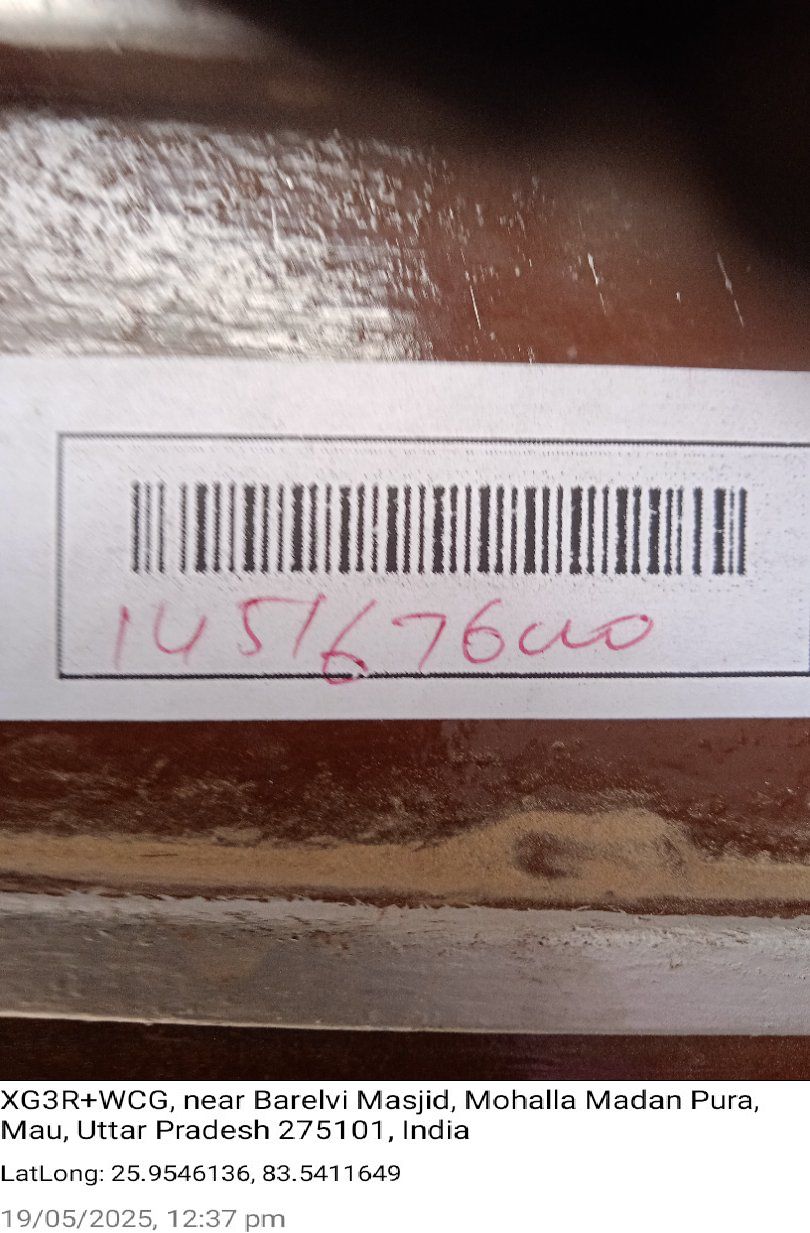 1451676000
XG3R+WCG, near Barelvi Masjid, Mohalla Madan Pura,
Mau, Uttar Pradesh 275101, India
LatLong: 25.9546136, 83.5411649
19/05/2025, 12:37 pm